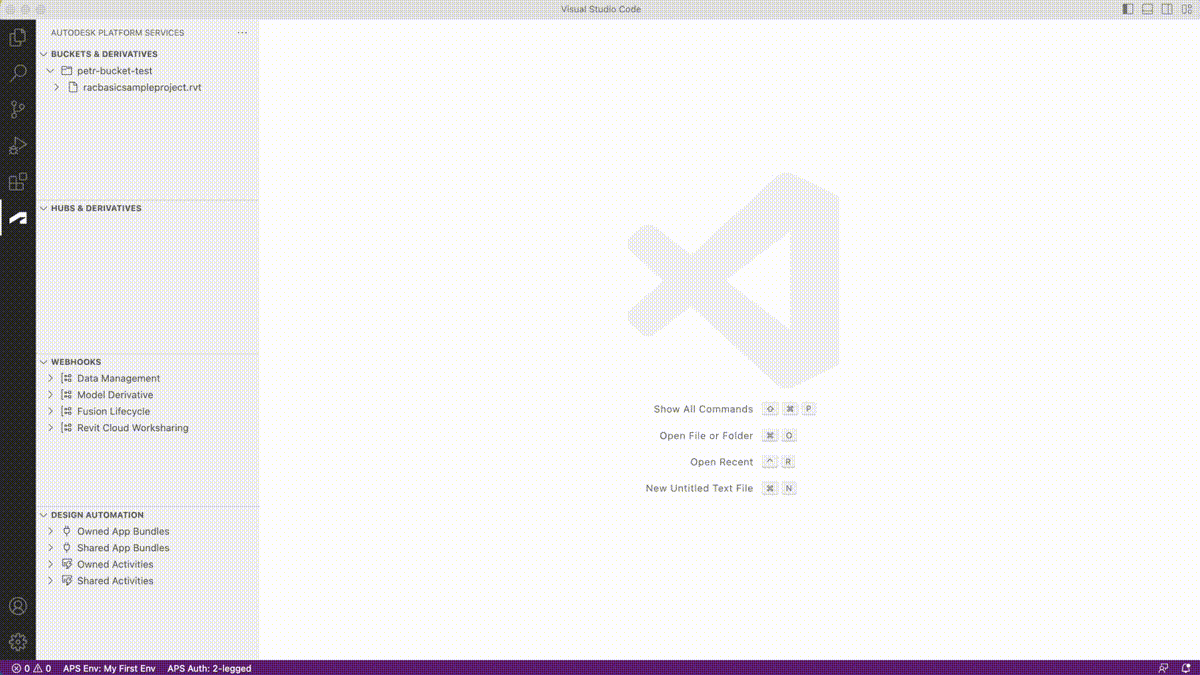 Visual Studio Code
AUTODESK PLATFORM SERVICES
BUCKETS & DERIVATIVES
petr-bucket-test
racbasicsampleproject.rvt
HUBS & DERIVATIVES
WEBHOOKS
Data Management
Model Derivative
Fusion Lifecycle
Revit Cloud Worksharing
DESIGN AUTOMATION
Owned App Bundles
Shared App Bundles
Owned Activities
Shared Activities
Show All Commands ⇧ ⌘ P
Open File or Folder ⌘ O
Open Recent ^ R
New Untitled Text File ⌘ N
0 0 APS Env: My First Env APS Auth: 2-legged